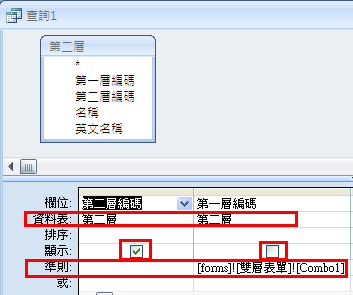 查詢1
第二層
*
第一層編碼
第二層編碼
名稱
英文名稱
欄位: 第二層編碼 第一層編碼
資料表: 第二層 第二層
排序:
顯示:
準則: [forms]![雙層表單]![Combo1]
或: